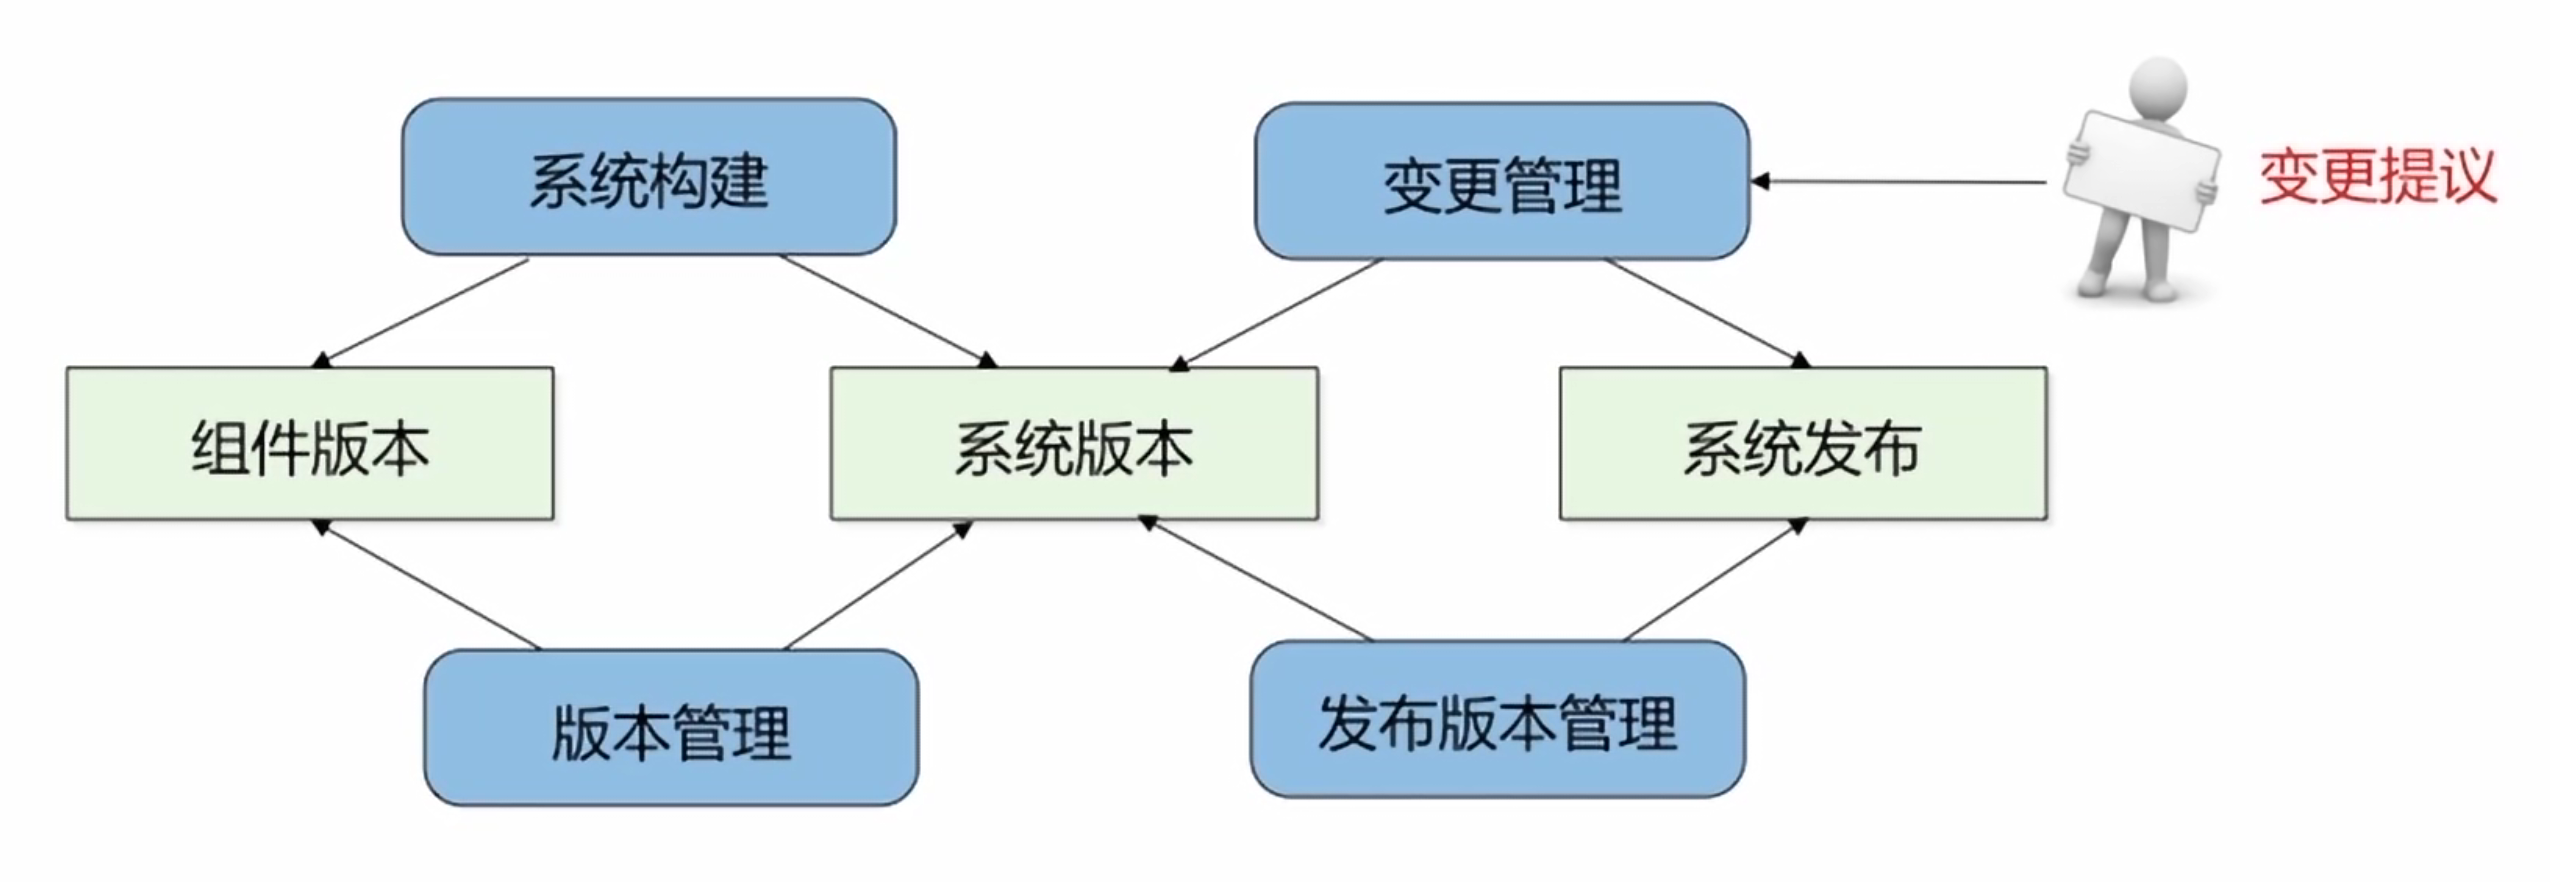 系统构建
变更管理
变更提议
组件版本
系统版本
系统发布
版本管理
发布版本管理